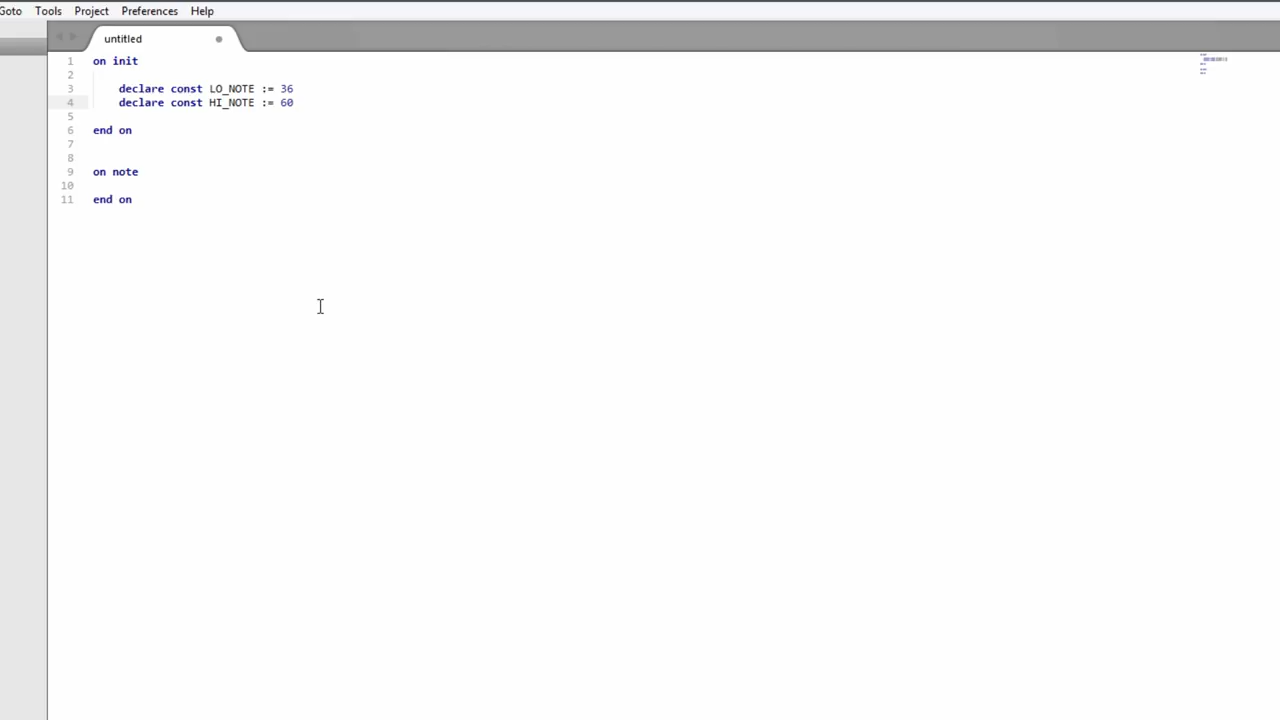 Goto Tools Project Preferences Help
untitled
1 on init
2
3 declare const LO_NOTE := 36
4 declare const HI_NOTE := 60
5
6 end on
7
8
9 on note
10
11 end on